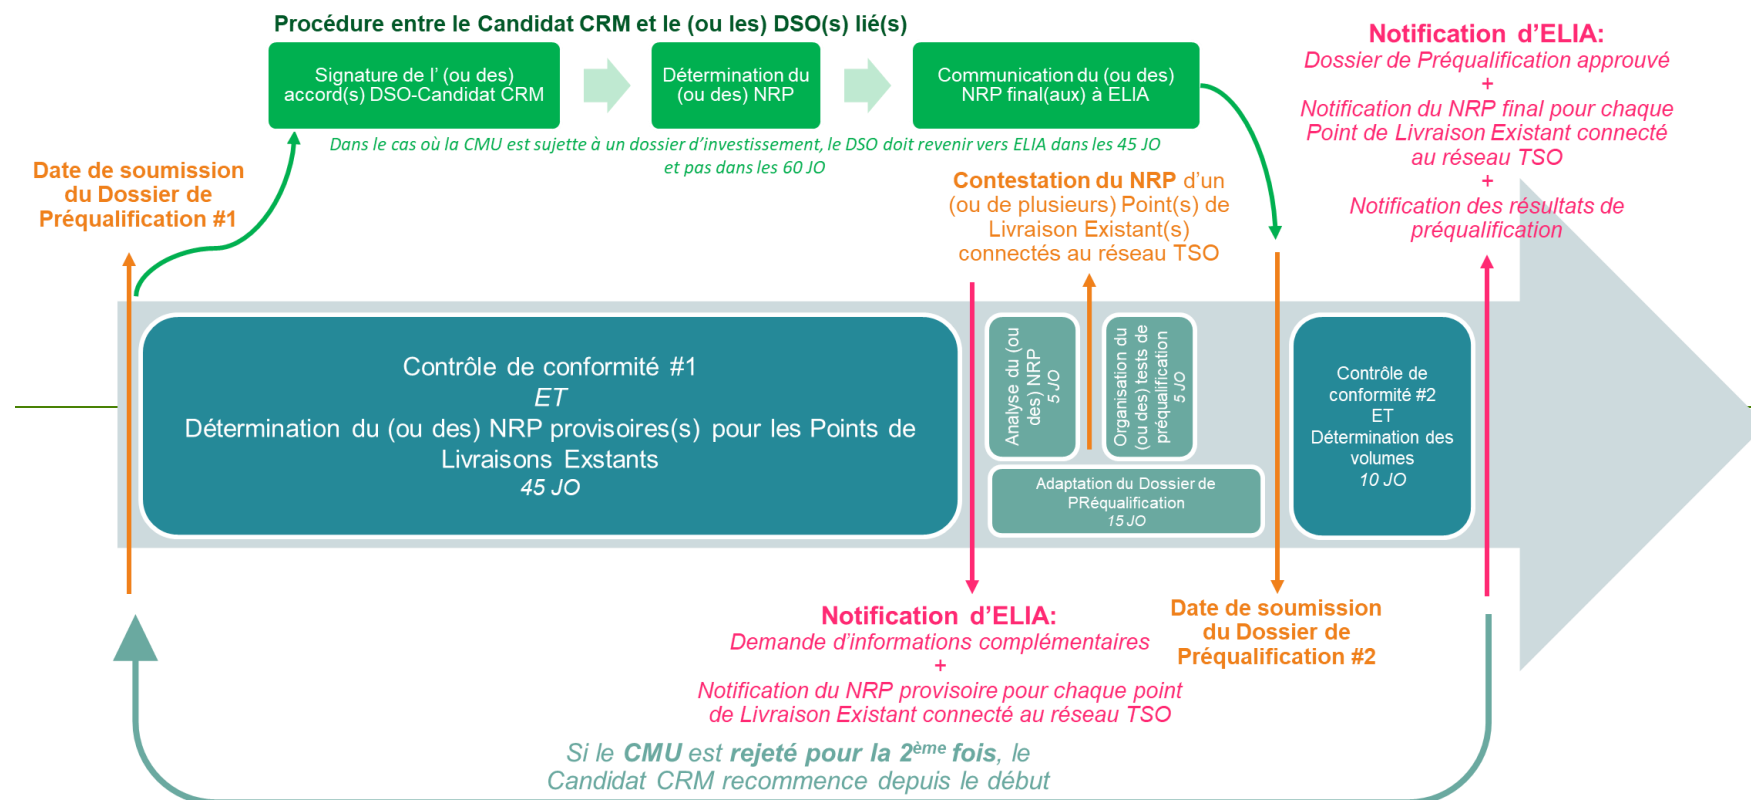 Procédure entre le Candidat CRM et le (ou les) DSO(s) lié(s)
Signature de l' (ou des)
accord(s) DSO-Candidat CRM
Détermination du
(ou des) NRP
Communication du (ou des)
NRP final(aux) à ELIA
Dans le cas où la CMU est sujette à un dossier d'investissement, le DSO doit revenir vers ELIA dans les 45 JO
et pas dans les 60 JO
Notification d'ELIA:
Dossier de Préqualification approuvé
+
Notification du NRP final pour chaque
Point de Livraison Existant connecté
au réseau TSO
+
Notification des résultats de
préqualification
Date de soumission
du Dossier de
Préqualification #1
Contestation du NRP d'un
(ou de plusieurs) Point(s) de
Livraison Existant(s)
connectés au réseau TSO
Contrôle de conformité #1
ET
Détermination du (ou des) NRP provisoires(s) pour les Points de
Livraisons Exstants
45 JO
Analyse du (ou
des) NRP
5 JO
Organisation du
(ou des) tests de
préqualification
5 JO
Adaptation du Dossier de
PRéqualification
15 JO
Contrôle de
conformité #2
ET
Détermination des
volumes
10 JO
Notification d'ELIA:
Demande d'informations complémentaires
+
Notification du NRP provisoire pour chaque point
de Livraison Existant connecté au réseau TSO
Date de soumission
du Dossier de
Préqualification #2
Si le CMU est rejeté pour la 2ème fois, le
Candidat CRM recommence depuis le début